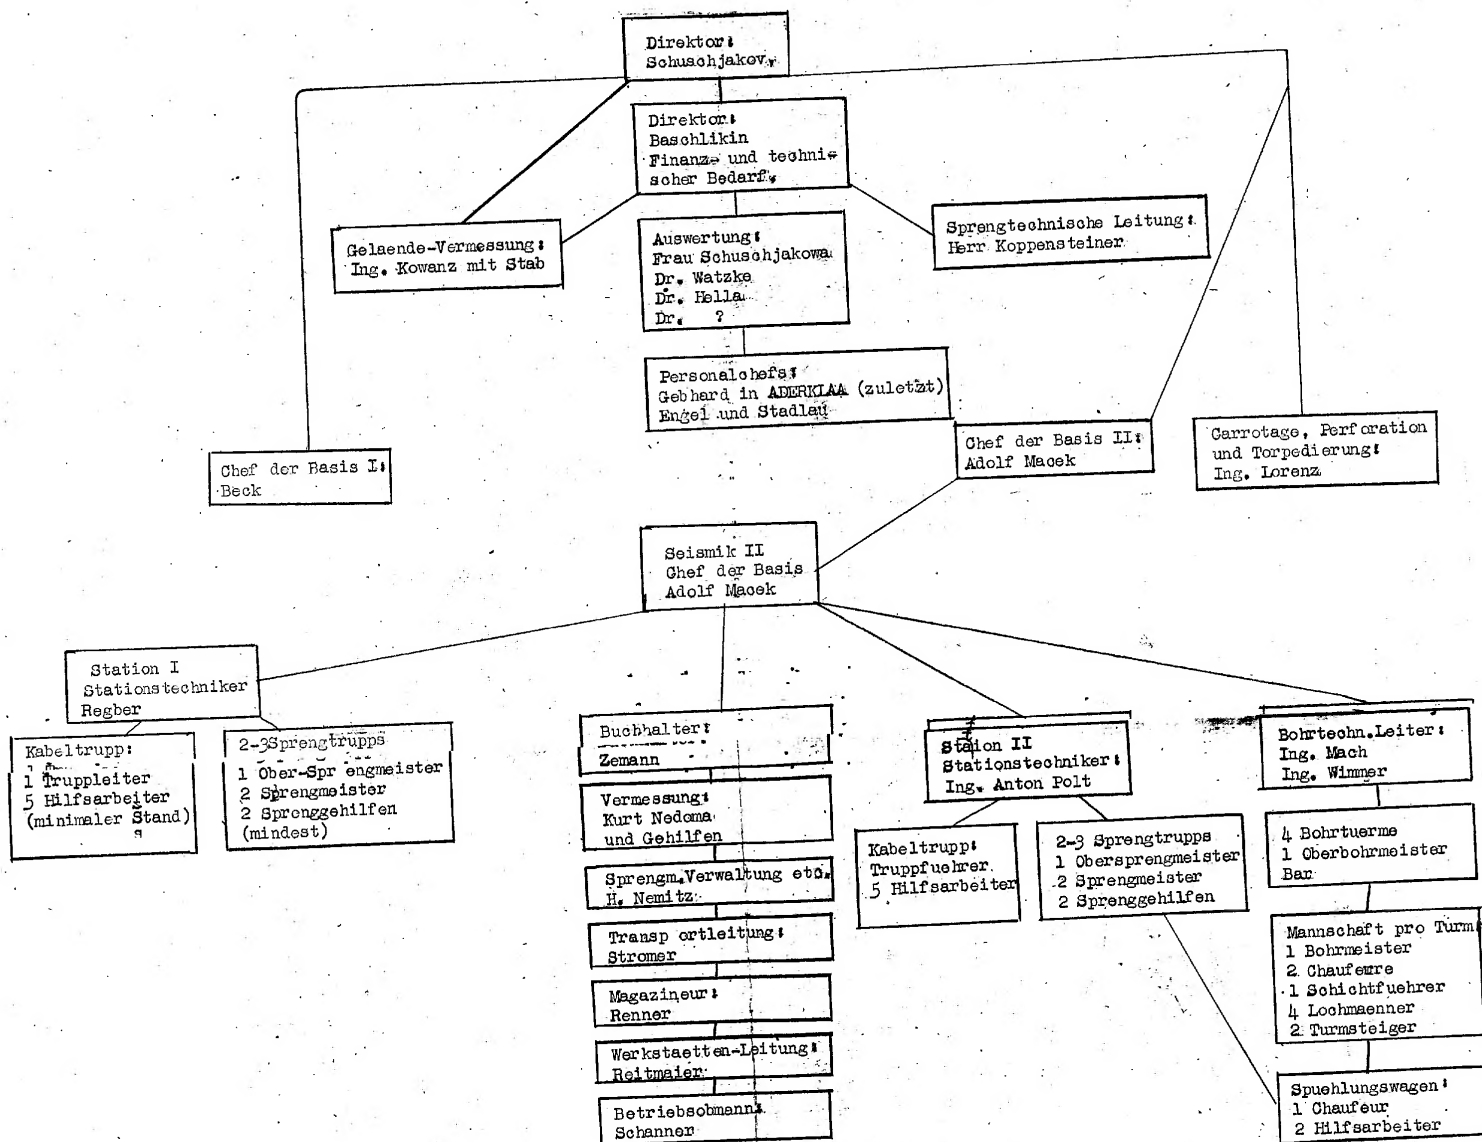 Direktor:
Schuschjakov.
Direktor:
Baschlikin
Finanz- und techni-
scher Bedarf.
Gelaende-Vermessung:
Ing. Kowanz mit Stab
Auswertung:
Frau Schuschjakowa
Dr. Watzke
Dr. Hella
Dr. ?
Sprengtechnische Leitung:
Herr Koppensteiner
Personalchefs:
Gebhard in ADERKLAA (zuletzt)
Engel und Stadlau
Chef der Basis I:
Beck
Chef der Basis II:
Adolf Macek
Carrotage, Perforation
und Torpedierung:
Ing. Lorenz
Seismik II
Chef der Basis
Adolf Macek
Station I
Stationstechniker
Regber
Kabeltrupp:
1 Truppleiter
5 Hilfsarbeiter
(minimaler Stand)
2-3Sprengtrupps
1 Ober-Spr engmeister
2 Sprengmeister
2 Sprenggehilfen
(mindest)
Buchhalter:
Zemann
Vermessung:
Kurt Nedoma
und Gehilfen
Sprengm.Verwaltung etc.
H. Nemitz
Transp ortleitung:
Stromer
Magazineur:
Renner
Werkstaetten-Leitung:
Reitmaier
Betriebsobmann:
Schanner
Station II
Stationstechniker:
Ing. Anton Polt
Kabeltrupp:
Truppfuehrer
5 Hilfsarbeiter
2-3 Sprengtrupps
1 Obersprengmeister
2 Sprengmeister
2 Sprenggehilfen
Bohrtechn.Leiter:
Ing. Mach
Ing. Wimmer
4 Bohrtuerme
1 Oberbohrmeister
Bar
Mannschaft pro Turm
1 Bohrmeister
2 Chaufeure
1 Schichtfuehrer
4 Lochmaenner
2 Turmsteiger
Spuehlungswagen:
1 Chaufeur
2 Hilfsarbeiter